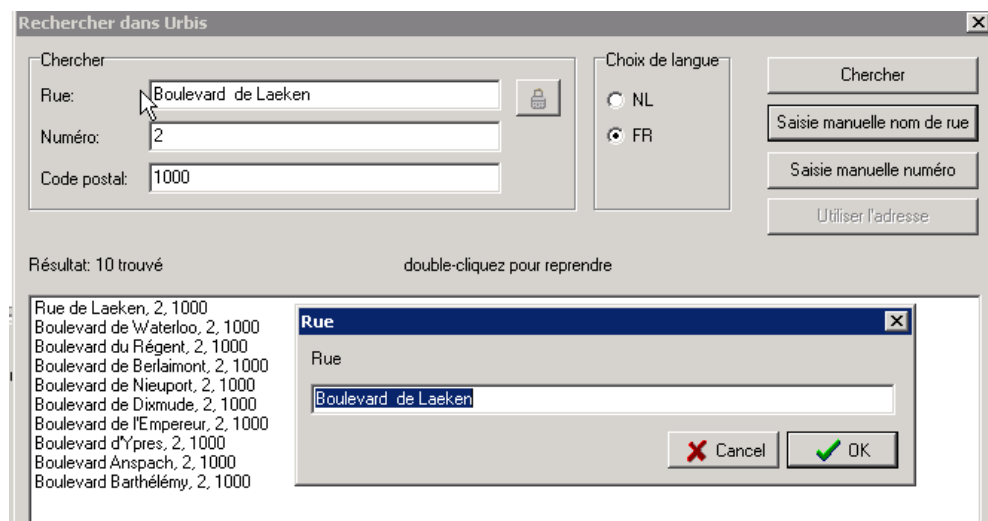 Rechercher dans Urbis
Chercher
Rue:
Boulevard  de Laeken
Numéro:
2
Code postal:
1000
Choix de langue
NL
FR
Chercher
Saisie manuelle nom de rue
Saisie manuelle numéro
Utiliser l'adresse
Résultat: 10 trouvé
double-cliquez pour reprendre
Rue de Laeken, 2, 1000
Boulevard de Waterloo, 2, 1000
Boulevard du Régent, 2, 1000
Boulevard de Berlaimont, 2, 1000
Boulevard de Nieuport, 2, 1000
Boulevard de Dixmude, 2, 1000
Boulevard de l'Empereur, 2, 1000
Boulevard d'Ypres, 2, 1000
Boulevard Anspach, 2, 1000
Boulevard Barthélémy, 2, 1000
Rue
Rue
Boulevard  de Laeken
Cancel
OK